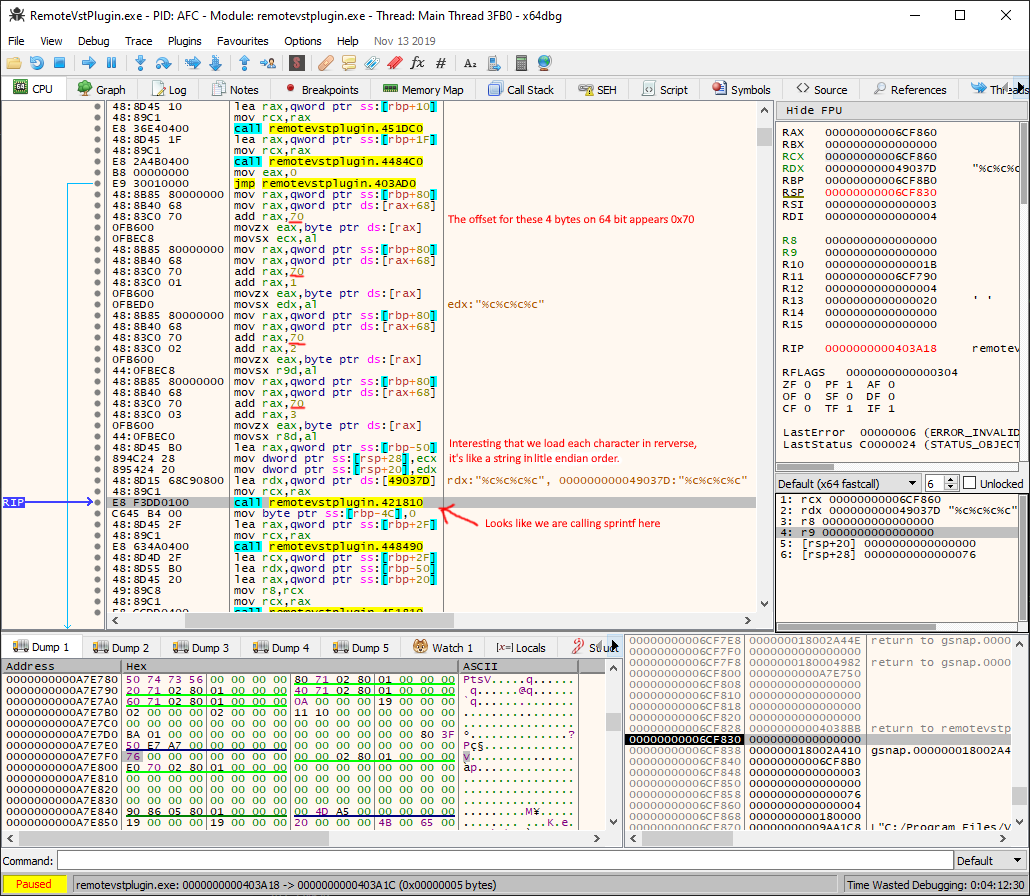 RemoteVstPlugin.exe - PID: AFC - Module: remotevstplugin.exe - Thread: Main Thread 3FB0 - x64dbg
File View Debug Trace Plugins Favourites Options Help Nov 13 2019
CPU Graph Log Notes Breakpoints Memory Map Call Stack SEH Script Symbols Source References Threads
48:8D45 10 lea rax,qword ptr ss:[rbp+10]
48:89C1 mov rcx,rax
E8 36E40400 call remotevstplugin.451DC0
48:8D45 1F lea rax,qword ptr ss:[rbp+1F]
48:89C1 mov rcx,rax
E8 2A4B0400 call remotevstplugin.4484C0
B8 00000000 mov eax,0
E9 30010000 jmp remotevstplugin.403AD0
48:8B85 80000000 mov rax,qword ptr ss:[rbp+80]
48:8B40 68 mov rax,qword ptr ds:[rax+68]
48:83C0 70 add rax,70 The offset for these 4 bytes on 64 bit appears 0x70
0FB600 movzx eax,byte ptr ds:[rax]
0FBEC8 movsx ecx,al
48:8B85 80000000 mov rax,qword ptr ss:[rbp+80]
48:8B40 68 mov rax,qword ptr ds:[rax+68]
48:83C0 70 add rax,70
48:83C0 01 add rax,1
0FB600 movzx eax,byte ptr ds:[rax]
0FBED0 movsx edx,al edx:"%c%c%c%c"
48:8B85 80000000 mov rax,qword ptr ss:[rbp+80]
48:8B40 68 mov rax,qword ptr ds:[rax+68]
48:83C0 70 add rax,70
48:83C0 02 add rax,2
0FB600 movzx eax,byte ptr ds:[rax]
44:0FBEC8 movsx r9d,al
48:8B85 80000000 mov rax,qword ptr ss:[rbp+80]
48:8B40 68 mov rax,qword ptr ds:[rax+68]
48:83C0 70 add rax,70
48:83C0 03 add rax,3
0FB600 movzx eax,byte ptr ds:[rax]
44:0FBEC0 movsx r8d,al
48:8D45 B0 lea rax,qword ptr ss:[rbp-50] Interesting that we load each character in rerverse,
894C24 28 mov dword ptr ss:[rsp+28],ecx it's like a string in litle endian order.
895424 20 mov dword ptr ss:[rsp+20],edx
48:8D15 68C90800 lea rdx,qword ptr ds:[49037D] rdx:"%c%c%c%c", 000000000049037D:"%c%c%c%c"
48:89C1 mov rcx,rax
RIP E8 F3DD0100 call remotevstplugin.421810
C645 B4 00 mov byte ptr ss:[rbp-4C],0
48:8D45 2F lea rax,qword ptr ss:[rbp+2F] Looks like we are calling sprintf here
48:89C1 mov rcx,rax
E8 634A0400 call remotevstplugin.448490
48:8D4D 2F lea rcx,qword ptr ss:[rbp+2F]
48:8D55 B0 lea rdx,qword ptr ss:[rbp-50]
48:8D45 20 lea rax,qword ptr ss:[rbp+20]
49:89C8 mov r8,rcx
48:89C1 mov rcx,rax
Hide FPU
RAX 00000000006CF860
RBX 0000000000000000
RCX 00000000006CF860
RDX 000000000049037D "%c%c%c
RBP 00000000006CF8B0
RSP 00000000006CF830
RSI 0000000000000003
RDI 0000000000000004
R8 0000000000000000
R9 0000000000000000
R10 000000000000001B
R11 00000000006CF790
R12 0000000000000004
R13 0000000000000020 ' '
R14 0000000000000000
R15 0000000000000000
RIP 0000000000403A18 remotev
RFLAGS 0000000000000304
ZF 0 PF 1 AF 0
OF 0 SF 0 DF 0
CF 0 TF 1 IF 1
LastError 00000006 (ERROR_INVALID
LastStatus C0000024 (STATUS_OBJECT
Default (x64 fastcall) 6 Unlocked
1: rcx 00000000006CF860
2: rdx 000000000049037D "%c%c%c%c"
3: r8 0000000000000000
4: r9 0000000000000000
5: [rsp+20] 0000000000000000
6: [rsp+28] 0000000000000076
Dump 1 Dump 2 Dump 3 Dump 4 Dump 5 Watch 1 Locals
Address Hex ASCII
0000000000A7E780 50 74 73 56 00 00 00 00 80 71 02 80 01 00 00 00 PtsV.....q......
0000000000A7E790 20 71 02 80 01 00 00 00 40 71 02 80 01 00 00 00 q......@q......
0000000000A7E7A0 60 71 02 80 01 00 00 00 0A 00 00 00 19 00 00 00 `q..............
0000000000A7E7B0 02 00 00 00 02 00 00 00 11 10 00 00 00 00 00 00 ................
0000000000A7E7C0 00 00 00 00 00 00 00 00 00 00 00 00 00 00 00 00 ................
0000000000A7E7D0 BA 01 00 00 00 00 00 00 00 00 00 00 00 00 80 3F º..............?
0000000000A7E7E0 50 E7 A7 00 00 00 00 00 00 00 00 00 00 00 00 00 Pç§.............
0000000000A7E7F0 76 00 00 00 00 00 00 00 00 00 02 80 01 00 00 00 v...............
0000000000A7E800 E0 70 02 80 01 00 00 00 00 00 00 00 00 00 00 00 àp..............
0000000000A7E810 00 00 00 00 00 00 00 00 00 00 00 00 00 00 00 00 ................
0000000000A7E820 00 00 00 00 00 00 00 00 00 00 00 00 00 00 00 00 ................
0000000000A7E830 00 00 00 00 00 00 00 00 00 00 00 00 00 00 00 00 ................
0000000000A7E840 90 86 05 80 01 00 00 00 00 4D A5 00 00 00 00 00 .........M¥.....
0000000000A7E850 19 00 00 00 19 00 00 00 20 00 00 00 4B 00 65 00 ........ ...K.e.
00000000006CF7E8 000000018002A44E return to gsnap.0000
00000000006CF7F0 0000000000000000
00000000006CF7F8 0000000180004982 return to gsnap.0000
00000000006CF800 0000000000A7E750
00000000006CF808 0000000000000000
00000000006CF810 0000000000000000
00000000006CF818 0000000000000000
00000000006CF820 0000000000000000
00000000006CF828 00000000004038BB return to remotevstp
00000000006CF830 0000000000000000
00000000006CF838 000000018002A410 gsnap.000000018002A4
00000000006CF840 00000000006CF8B0
00000000006CF848 0000000000000003
00000000006CF850 0000000000000000
00000000006CF858 0000000000000076
00000000006CF860 0000000000000004
00000000006CF868 0000000000180000
00000000006CF870 00000000009AA1C8 L"C:/Program Files/V
Command: Default
Paused remotevstplugin.exe: 0000000000403A18 -> 0000000000403A1C (0x00000005 bytes) Time Wasted Debugging: 0:04:12:30